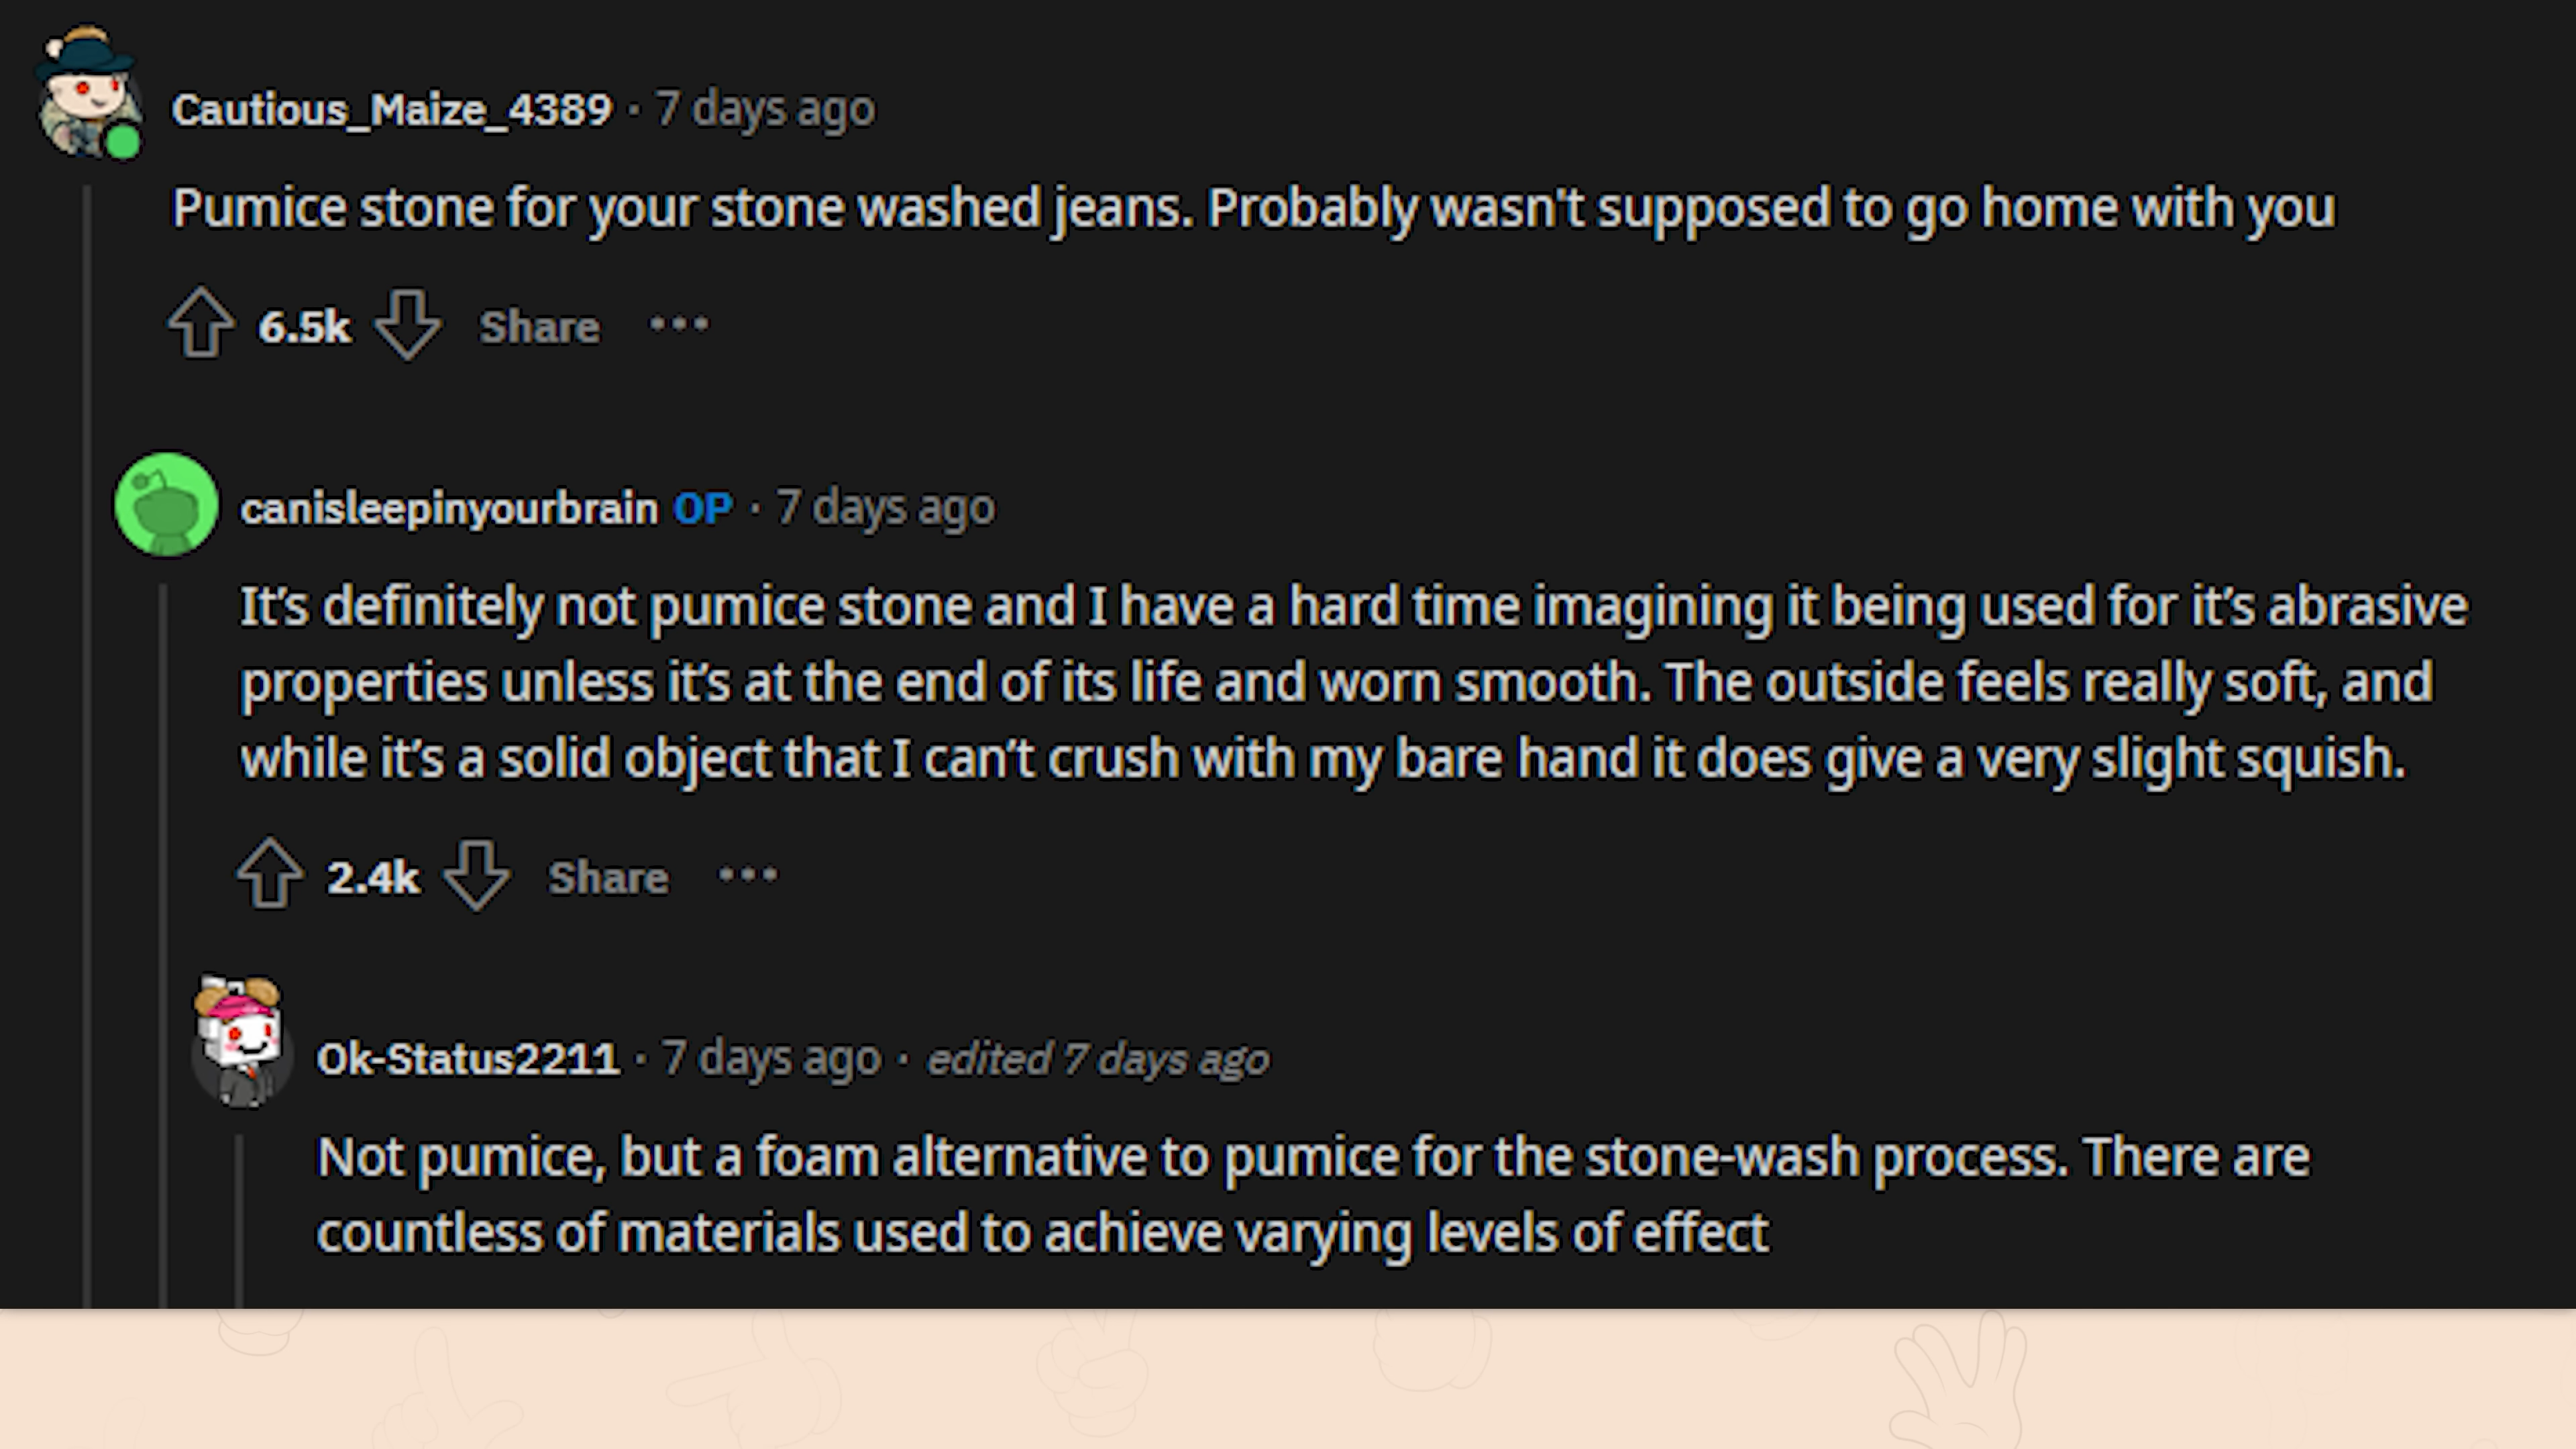 Cautious_Maize_4389 · 7 days ago
Pumice stone for your stone washed jeans. Probably wasn't supposed to go home with you
6.5k Share ···
canisleepinyourbrain OP · 7 days ago
It’s definitely not pumice stone and I have a hard time imagining it being used for it’s abrasive
properties unless it’s at the end of its life and worn smooth. The outside feels really soft, and
while it’s a solid object that I can’t crush with my bare hand it does give a very slight squish.
2.4k Share ···
Ok-Status2211 · 7 days ago · edited 7 days ago
Not pumice, but a foam alternative to pumice for the stone-wash process. There are
countless of materials used to achieve varying levels of effect